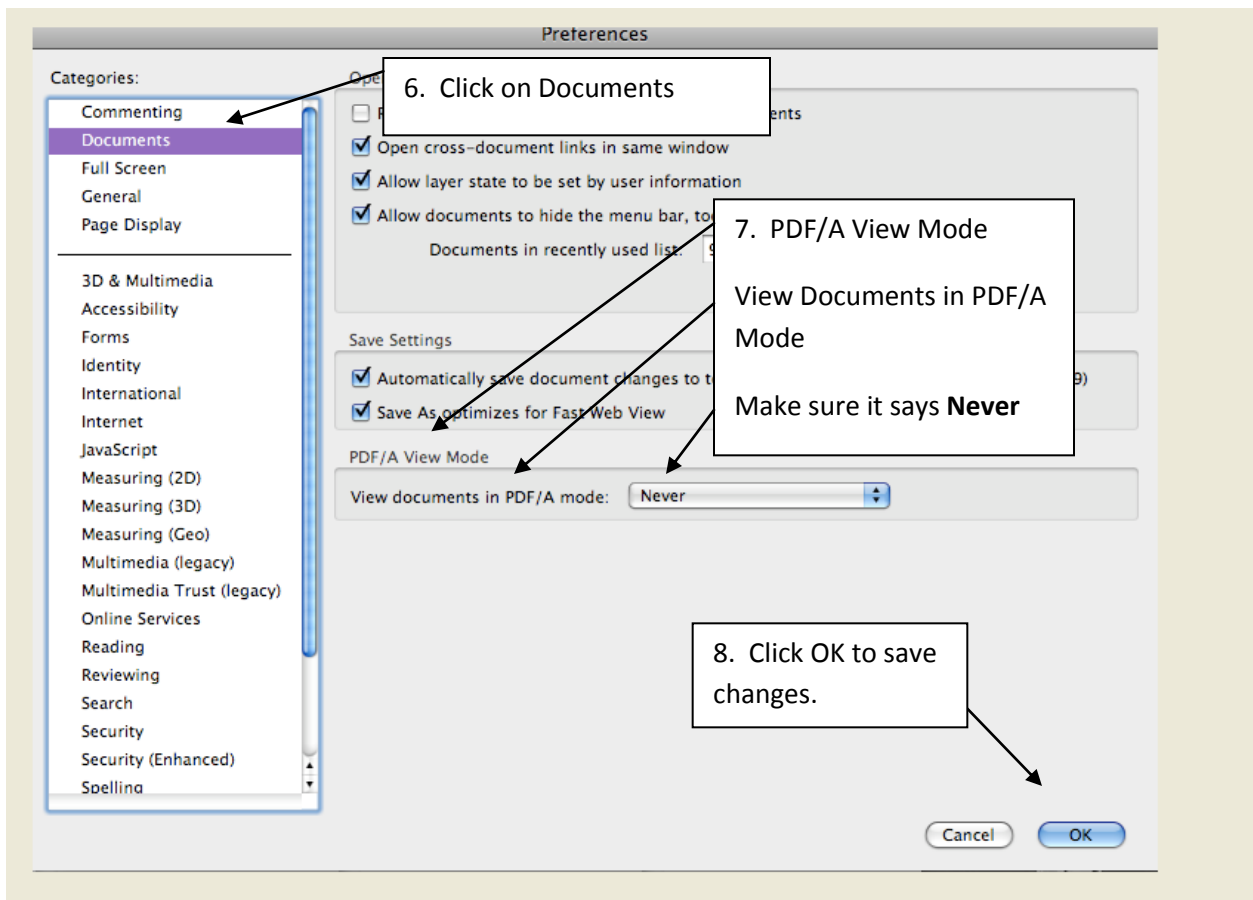 Preferences
Categories:
Commenting
Documents
Full Screen
General
Page Display
3D & Multimedia
Accessibility
Forms
Identity
International
Internet
JavaScript
Measuring (2D)
Measuring (3D)
Measuring (Geo)
Multimedia (legacy)
Multimedia Trust (legacy)
Online Services
Reading
Reviewing
Search
Security
Security (Enhanced)
Spelling
6. Click on Documents
Open cross-document links in same window
Allow layer state to be set by user information
Allow documents to hide the menu bar,
Documents in recently used list:
7. PDF/A View Mode
View Documents in PDF/A
Mode
Make sure it says Never
Save Settings
Automatically save document changes to
Save As optimizes for Fast Web View
PDF/A View Mode
View documents in PDF/A mode: Never
8. Click OK to save
changes.
Cancel OK